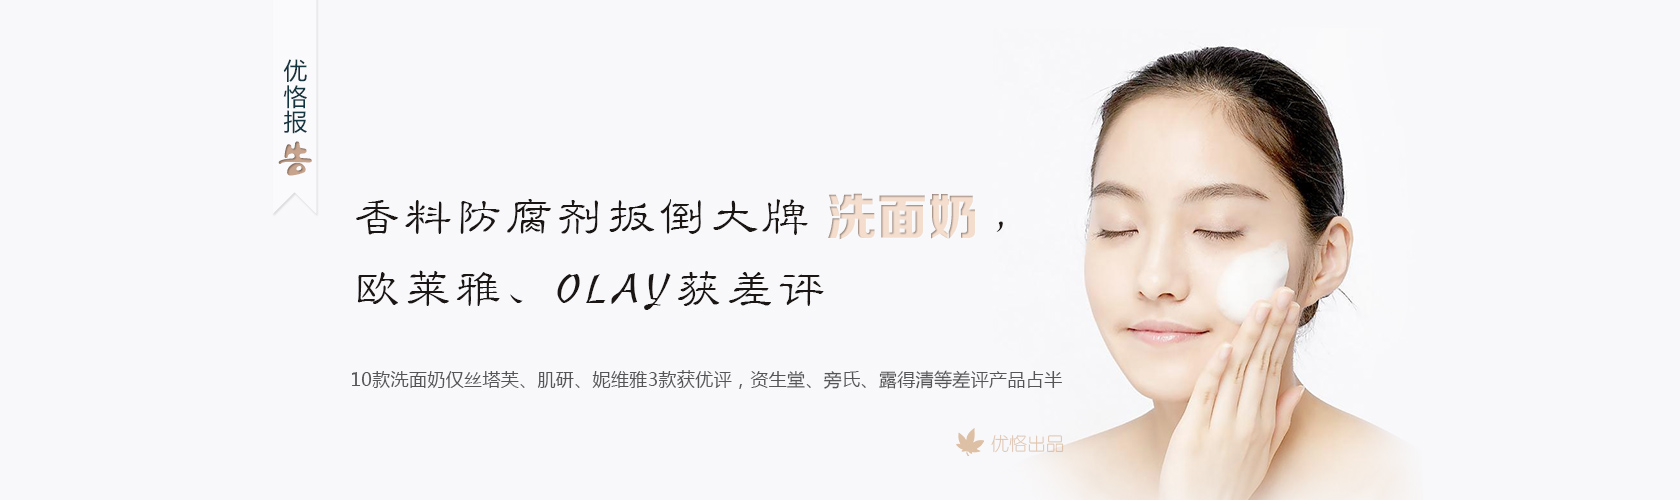 优恪报告
香料防腐剂扳倒大牌 洗面奶，
欧莱雅、OLAY获差评
10款洗面奶仅丝塔芙、肌研、妮维雅3款获优评，资生堂、旁氏、露得清等差评产品占半
优恪出品